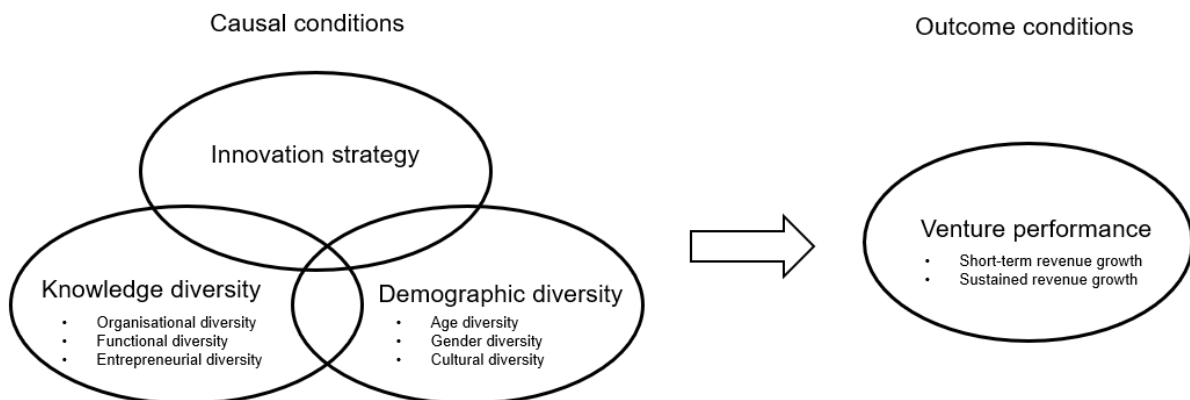 Causal conditions
Outcome conditions
Innovation strategy
Knowledge diversity
• Organisational diversity
• Functional diversity
• Entrepreneurial diversity
Demographic diversity
• Age diversity
• Gender diversity
• Cultural diversity
Venture performance
• Short-term revenue growth
• Sustained revenue growth